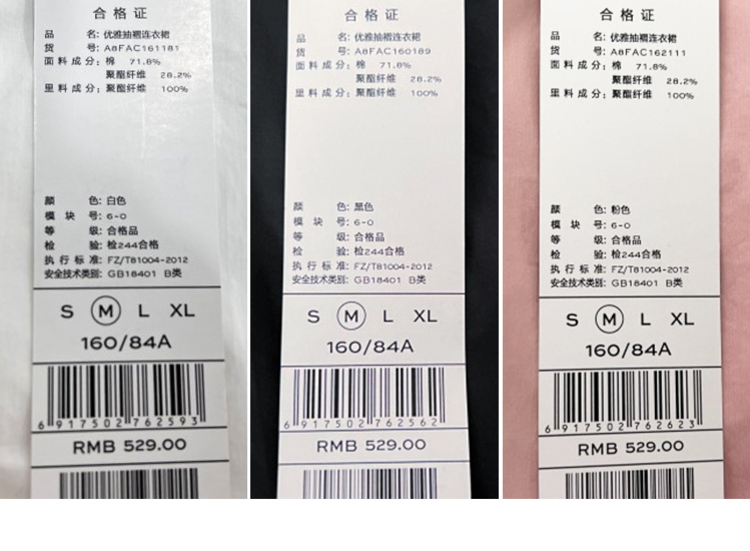 合格证
品 名: 优雅抽褶连衣裙
货 号: A8FAC161181
面料成分: 棉 71.8%
聚酯纤维 28.2%
里料成分: 聚酯纤维 100%
颜 色: 白色
模 块 号: 6-0
等 级: 合格品
检 验: 检244合格
执行标准: FZ/T81004-2012
安全技术类别: GB18401 B类
S M L XL
160/84A
6 917502 762593
RMB 529.00
合格证
品 名: 优雅抽褶连衣裙
货 号: A8FAC160189
面料成分: 棉 71.8%
聚酯纤维 28.2%
里料成分: 聚酯纤维 100%
颜 色: 黑色
模 块 号: 6-0
等 级: 合格品
检 验: 检244合格
执行标准: FZ/T81004-2012
安全技术类别: GB18401 B类
S M L XL
160/84A
6 917502 762562
RMB 529.00
合格证
品 名: 优雅抽褶连衣裙
货 号: A8FAC162111
面料成分: 棉 71.8%
聚酯纤维 28.2%
里料成分: 聚酯纤维 100%
颜 色: 粉色
模 块 号: 6-0
等 级: 合格品
检 验: 检244合格
执行标准: FZ/T81004-2012
安全技术类别: GB18401 B类
S M L XL
160/84A
6 917502 762623
RMB 529.00